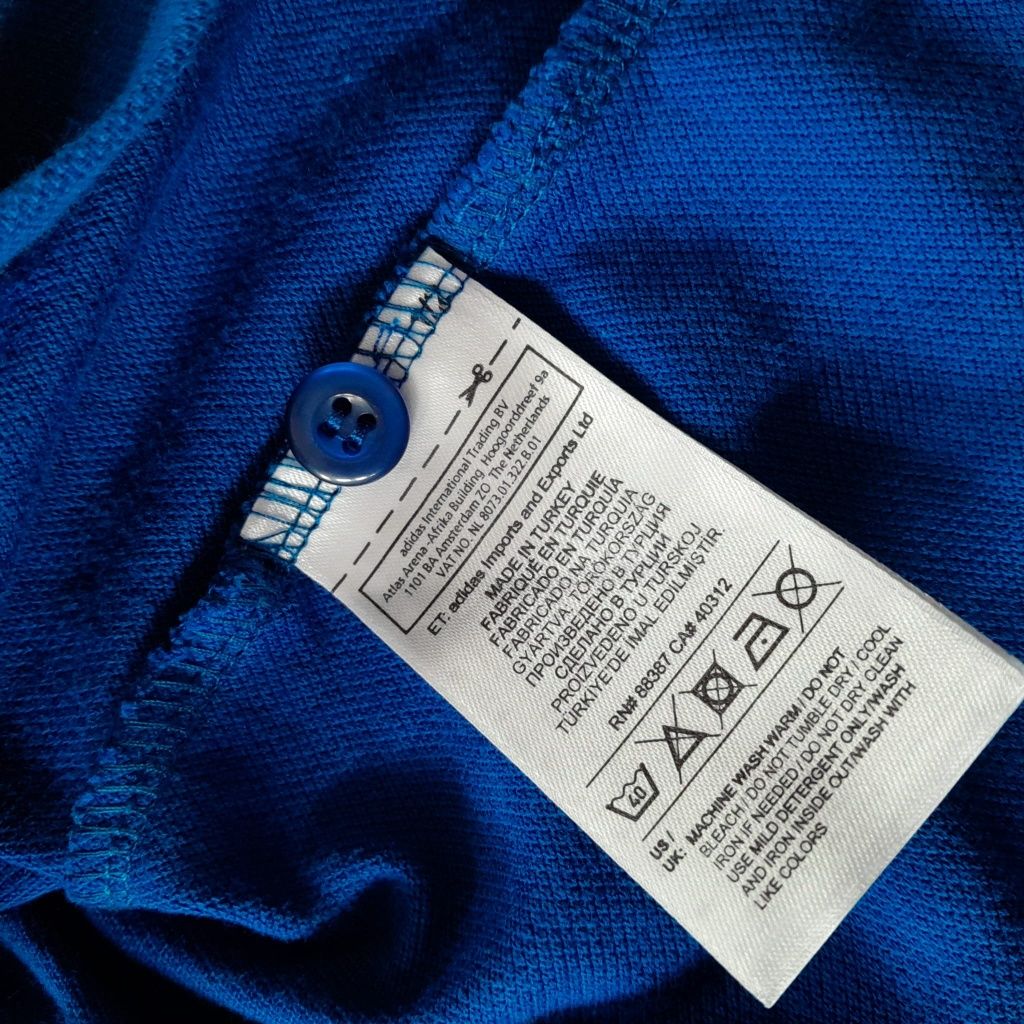 adidas International Trading BV
Atlas Arena -Afrika Building Hoogoorddreef 9a
1101 BA Amsterdam ZO The Netherlands
VAT NO. NL 8073.01.322.B.01
ET: adidas Imports and Exports Ltd
MADE IN TURKEY
FABRIQUÉ EN TURQUIE
FABRICADO EN TURQUÍA
FABRICADO NA TURQUIA
GYÁRTVA: TÖRÖKORSZÁG
ПРОИЗВЕДЕНО В ТУРЦИЯ
СДЕЛАНО В ТУРЦИИ
PROIZVEDENO U TURSKOJ
TÜRKİYE'DE İMAL EDİLMİŞTİR
RN# 88387 CA# 40312
40
US / MACHINE WASH WARM / DO NOT
UK: BLEACH / DO NOT TUMBLE DRY / COOL
IRON IF NEEDED / DO NOT DRY CLEAN
USE MILD DETERGENT ONLY/WASH
AND IRON INSIDE OUT/WASH WITH
LIKE COLORS